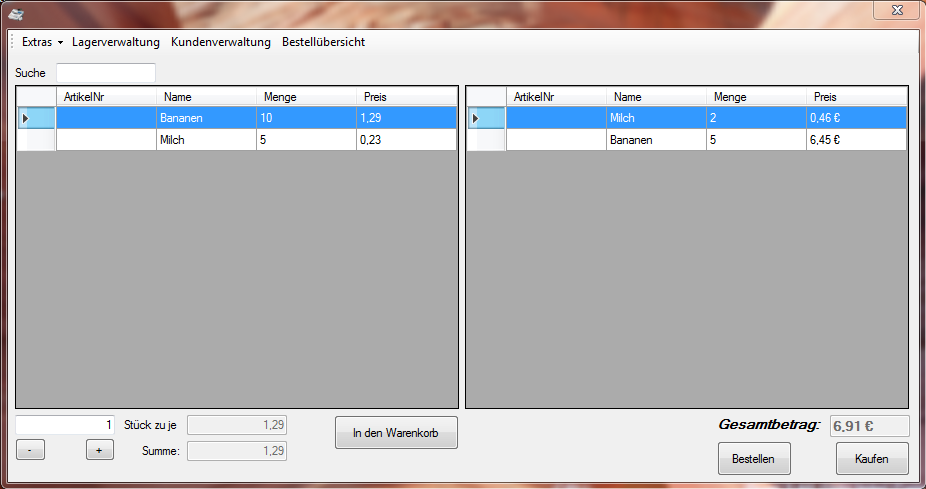 Extras Lagerverwaltung Kundenverwaltung Bestellübersicht
Suche
ArtikelNr Name Menge Preis
Bananen 10 1,29
Milch 5 0,23
ArtikelNr Name Menge Preis
Milch 2 0,46 €
Bananen 5 6,45 €
1 Stück zu je 1,29
- + Summe: 1,29
In den Warenkorb
Gesamtbetrag: 6,91 €
Bestellen Kaufen